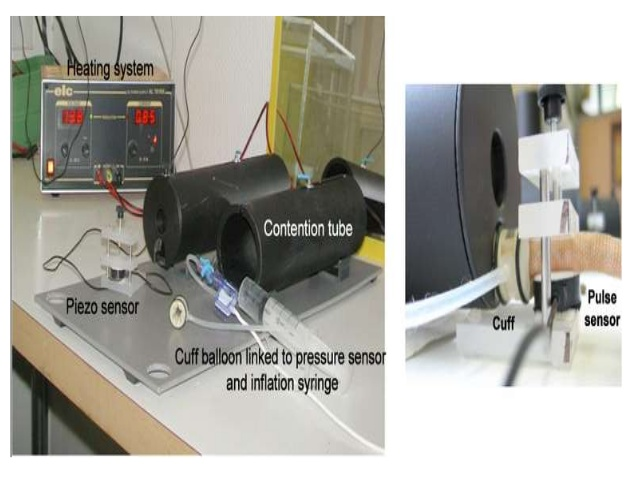 Heating system
elc
Contention tube
Piezo sensor
Cuff balloon linked to pressure sensor
and inflation syringe
Cuff
Pulse
sensor